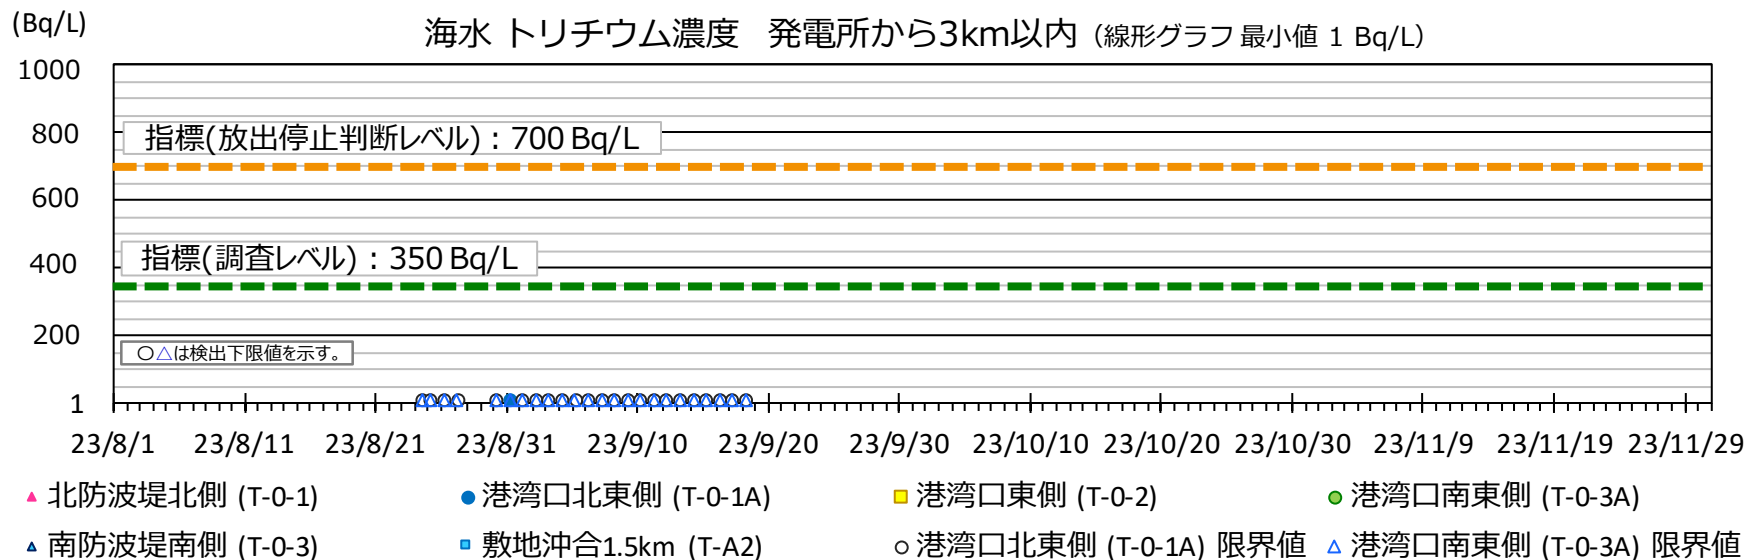 (Bq/L)
海水 トリチウム濃度 発電所から3km以内 (線形グラフ 最小値 1 Bq/L)
1000
800
指標(放出停止判断レベル) : 700 Bq/L
600
400
指標(調査レベル) : 350 Bq/L
200
○△は検出下限値を示す。
1
23/8/1 23/8/11 23/8/21 23/8/31 23/9/10 23/9/20 23/9/30 23/10/10 23/10/20 23/10/30 23/11/9 23/11/19 23/11/29
▲ 北防波堤北側 (T-0-1) ● 港湾口北東側 (T-0-1A) ■ 港湾口東側 (T-0-2) ● 港湾口南東側 (T-0-3A)
▲ 南防波堤南側 (T-0-3) ■ 敷地沖合1.5km (T-A2) ○ 港湾口北東側 (T-0-1A) 限界値 △ 港湾口南東側 (T-0-3A) 限界値